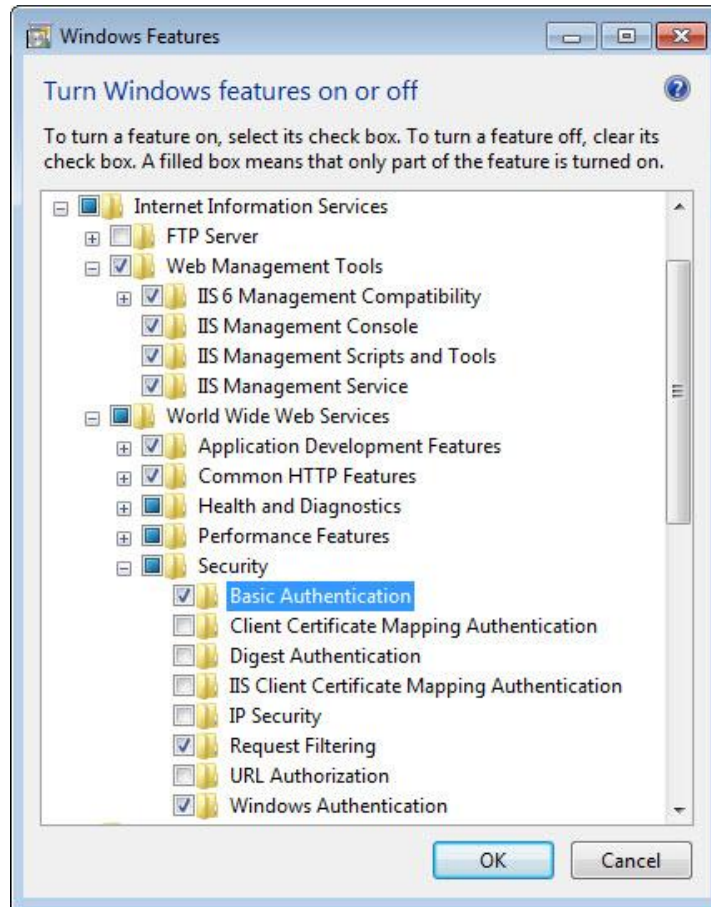 Windows Features
Turn Windows features on or off
To turn a feature on, select its check box. To turn a feature off, clear its
check box. A filled box means that only part of the feature is turned on.
Internet Information Services
FTP Server
Web Management Tools
IIS 6 Management Compatibility
IIS Management Console
IIS Management Scripts and Tools
IIS Management Service
World Wide Web Services
Application Development Features
Common HTTP Features
Health and Diagnostics
Performance Features
Security
Basic Authentication
Client Certificate Mapping Authentication
Digest Authentication
IIS Client Certificate Mapping Authentication
IP Security
Request Filtering
URL Authorization
Windows Authentication
OK Cancel